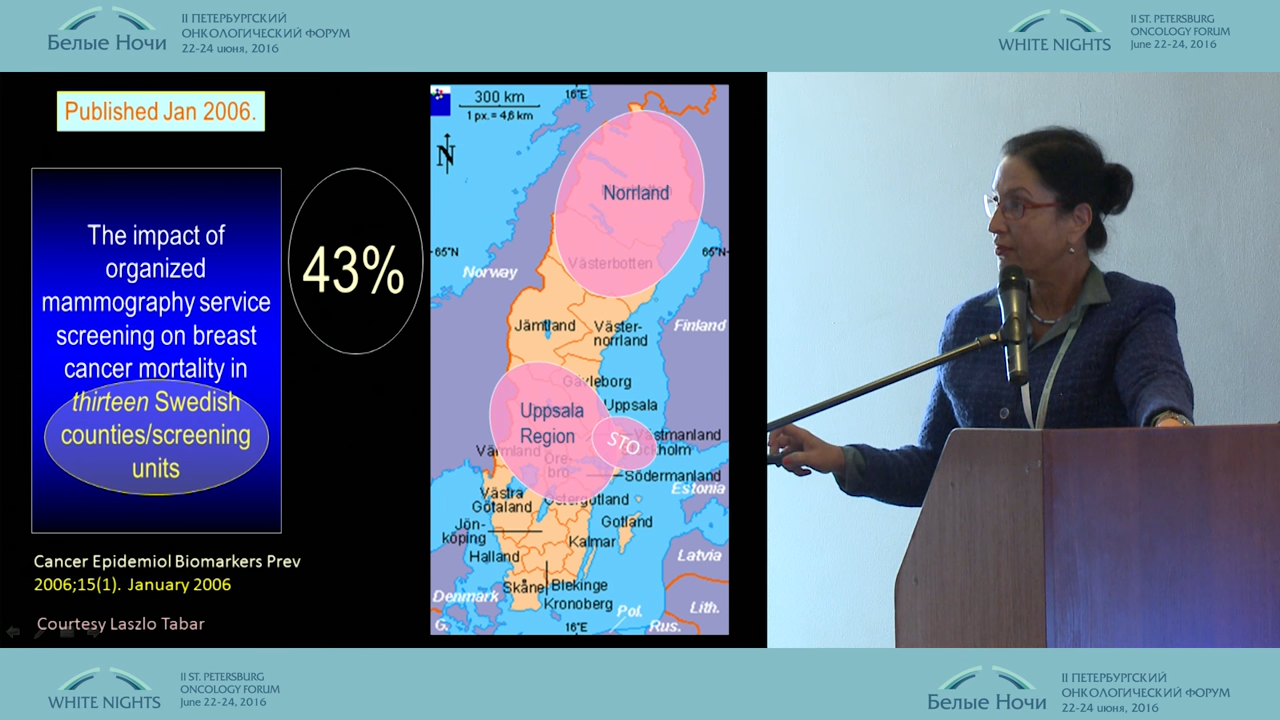 Белые Ночи
II ПЕТЕРБУРГСКИЙ
ОНКОЛОГИЧЕСКИЙ ФОРУМ
22-24 июня, 2016
WHITE NIGHTS
II ST. PETERSBURG
ONCOLOGY FORUM
June 22-24, 2016
Published Jan 2006.
The impact of
organized
mammography service
screening on breast
cancer mortality in
thirteen Swedish
counties/screening
units
43%
Cancer Epidemiol Biomarkers Prev
2006;15(1). January 2006
Courtesy Laszlo Tabar
300 km
1 px. = 4,6 km
16°E
N
Norrland
65°N
65°N
Västerbotten
Norway
Jämtland
Väster-
norrland
Finland
Gävleborg
Uppsala
Region
Uppsala
STO
Västmanland
Värmland
Öre-
bro
Södermanland
Estonia
Västra
Götaland
Östergötland
Gotland
Jön-
köping
Kalmar
Halland
Latvia
Skåne
Blekinge
Kronoberg
Denmark
Lith.
G.
16°E
Pol.
Rus.
WHITE NIGHTS
II ST. PETERSBURG
ONCOLOGY FORUM
June 22-24, 2016
Белые Ночи
II ПЕТЕРБУРГСКИЙ
ОНКОЛОГИЧЕСКИЙ ФОРУМ
22-24 июня, 2016